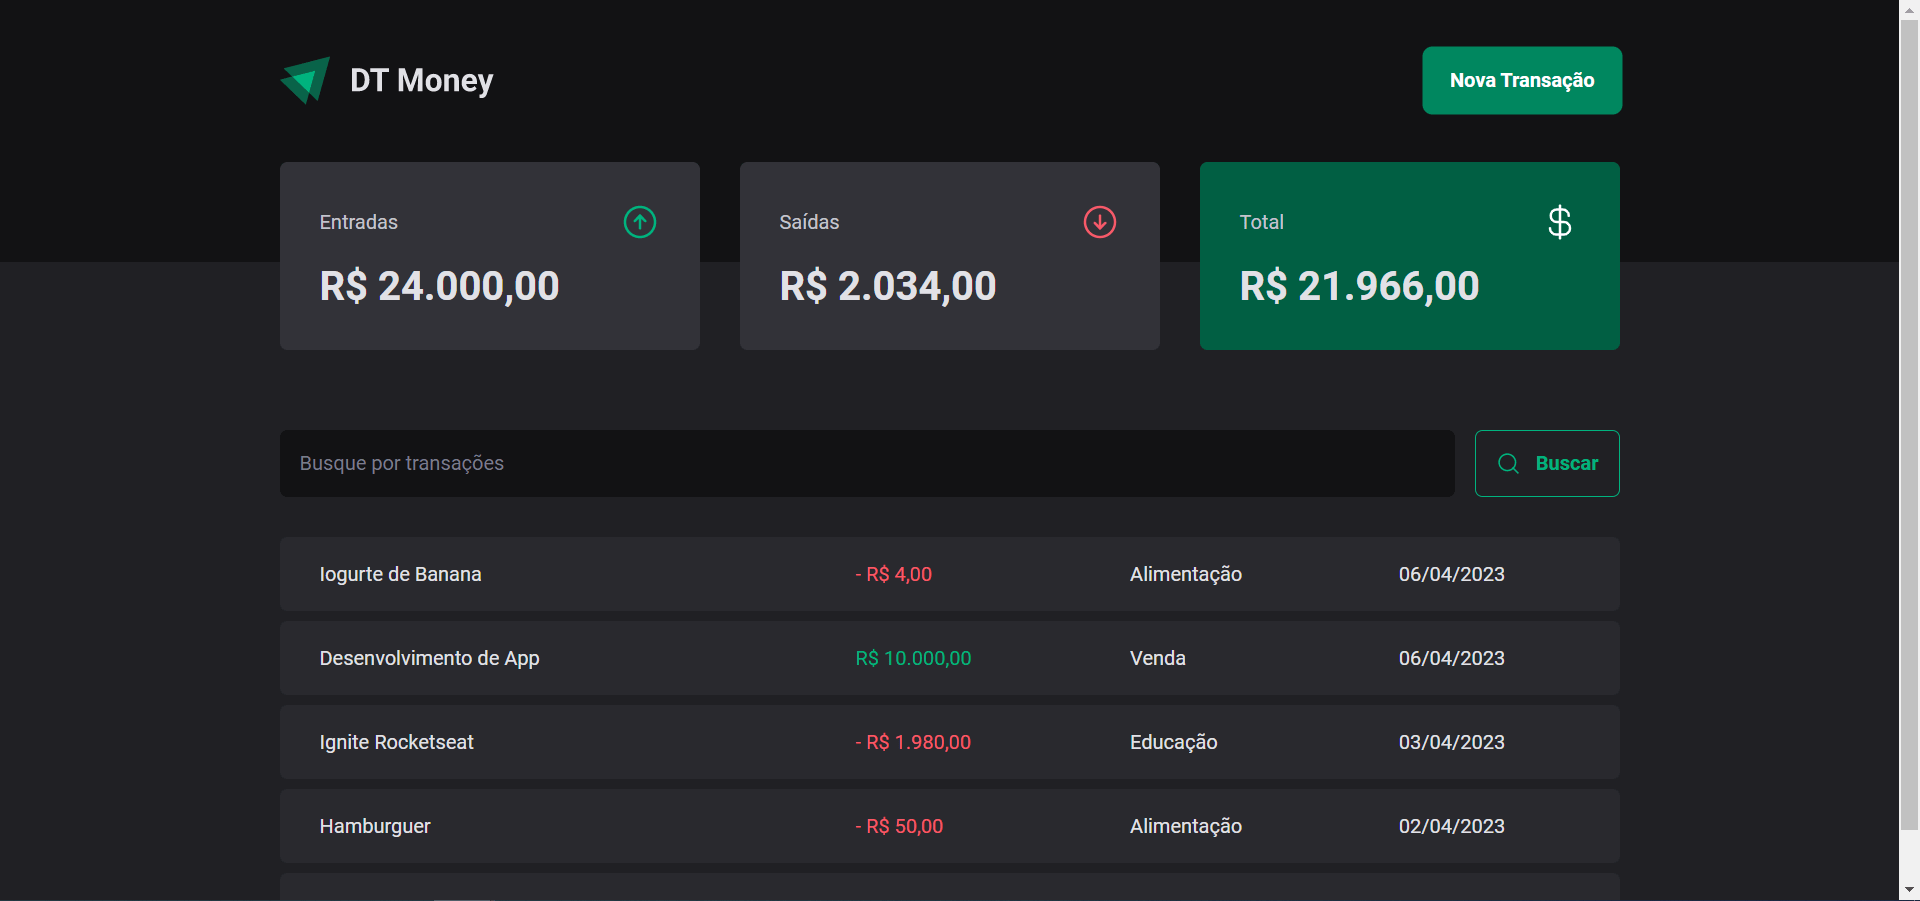 DT Money
Nova Transação
Entradas
R$ 24.000,00
Saídas
R$ 2.034,00
Total
R$ 21.966,00
Busque por transações
Buscar
Iogurte de Banana - R$ 4,00 Alimentação 06/04/2023
Desenvolvimento de App R$ 10.000,00 Venda 06/04/2023
Ignite Rocketseat - R$ 1.980,00 Educação 03/04/2023
Hamburguer - R$ 50,00 Alimentação 02/04/2023